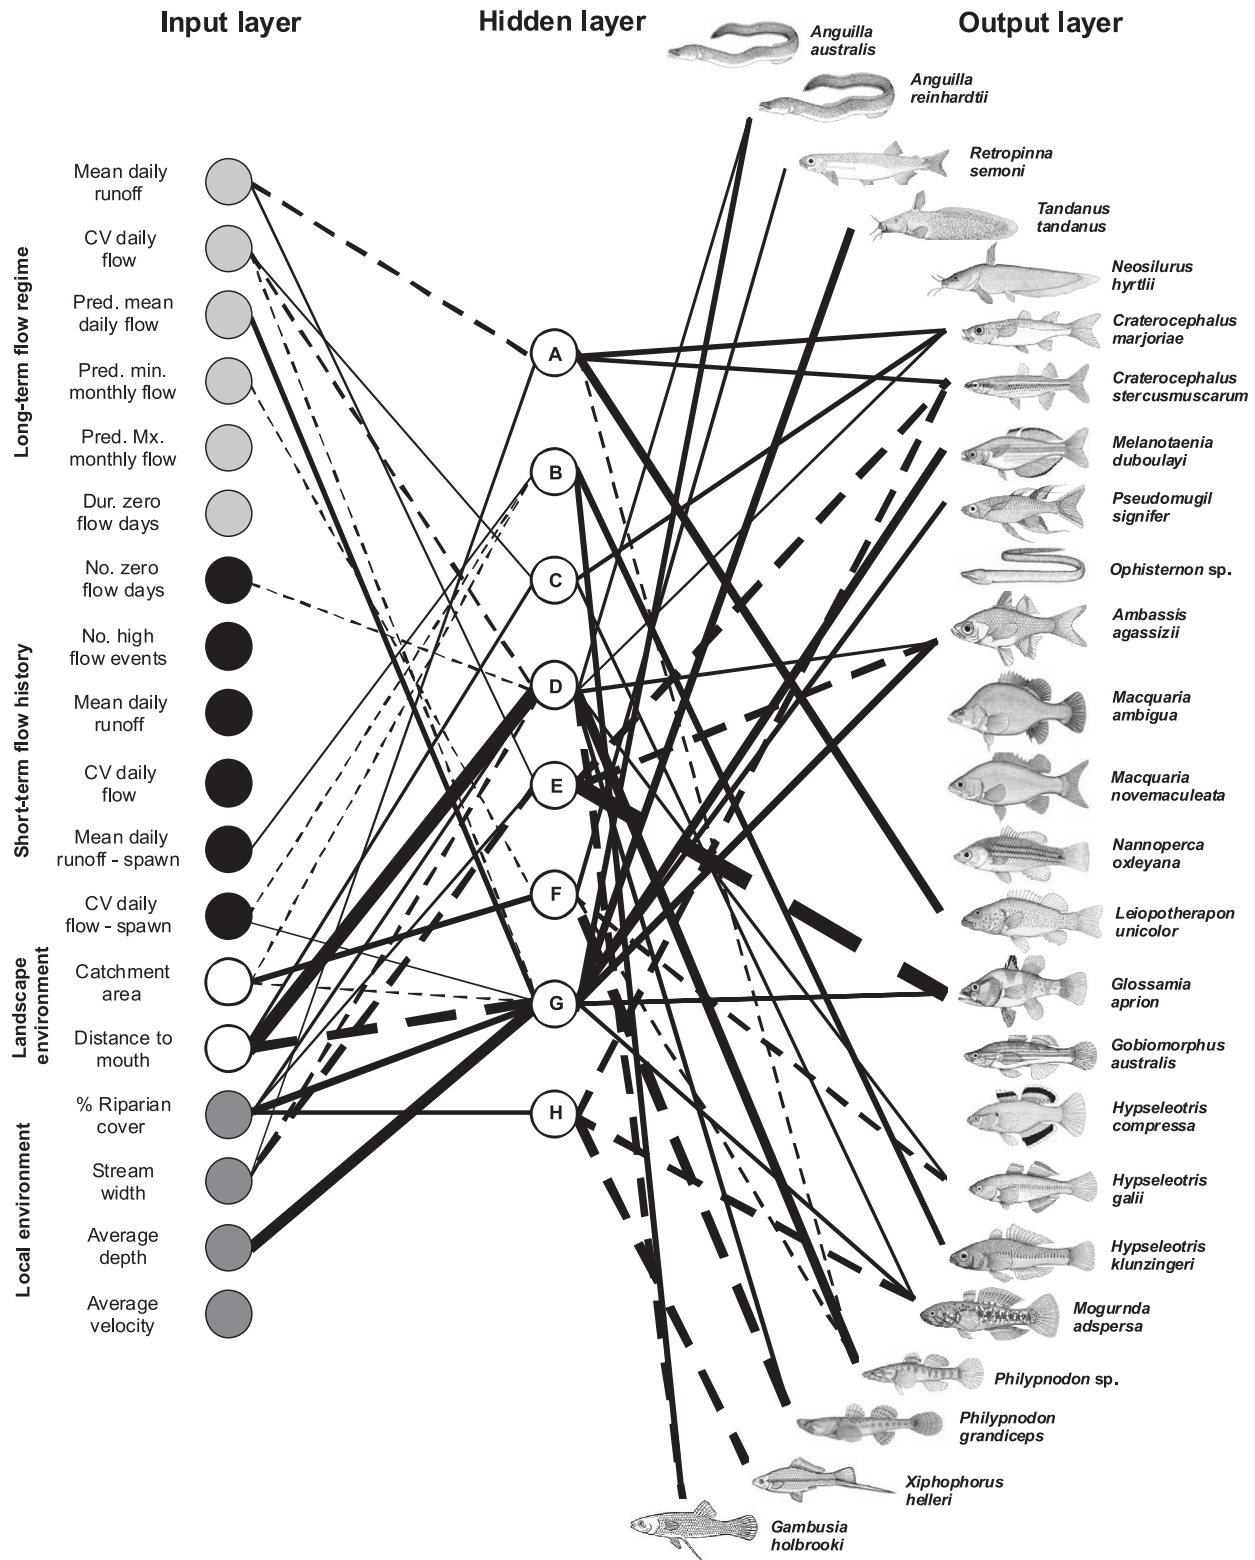 Input layer
Hidden layer
Output layer
Long-term flow regime
Mean daily
runoff
CV daily
flow
Pred. mean
daily flow
Pred. min.
monthly flow
Pred. Mx.
monthly flow
Dur. zero
flow days
Short-term flow history
No. zero
flow days
No. high
flow events
Mean daily
runoff
CV daily
flow
Mean daily
runoff - spawn
CV daily
flow - spawn
Landscape
environment
Catchment
area
Distance to
mouth
Local environment
% Riparian
cover
Stream
width
Average
depth
Average
velocity
A
B
C
D
E
F
G
H
Anguilla
australis
Anguilla
reinhardtii
Retropinna
semoni
Tandanus
tandanus
Neosilurus
hyrtlii
Craterocephalus
marjoriae
Craterocephalus
stercusmuscarum
Melanotaenia
duboulayi
Pseudomugil
signifer
Ophisternon sp.
Ambassis
agassizii
Macquaria
ambigua
Macquaria
novemaculeata
Nannoperca
oxleyana
Leiopotherapon
unicolor
Glossamia
aprion
Gobiomorphus
australis
Hypseleotris
compressa
Hypseleotris
galii
Hypseleotris
klunzingeri
Mogurnda
adspersa
Philypnodon sp.
Philypnodon
grandiceps
Xiphophorus
helleri
Gambusia
holbrooki